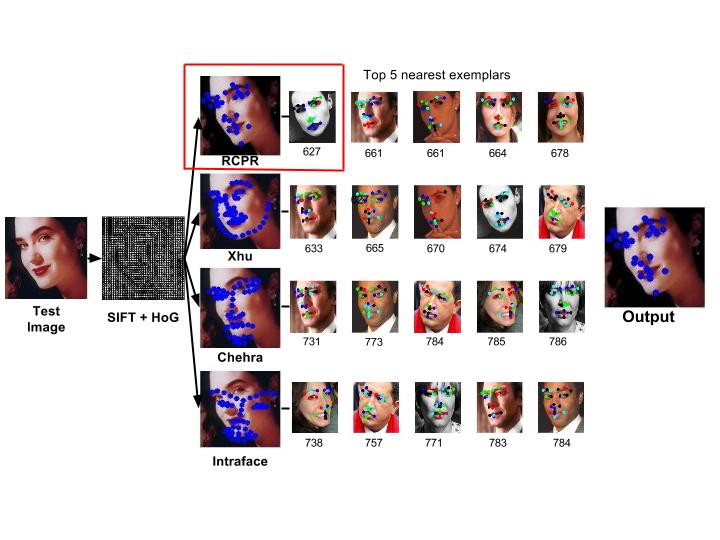 Top 5 nearest exemplars
RCPR
627
661
661
664
678
Xhu
633
665
670
674
679
Test
Image
SIFT + HoG
Output
Chehra
731
773
784
785
786
Intraface
738
757
771
783
784